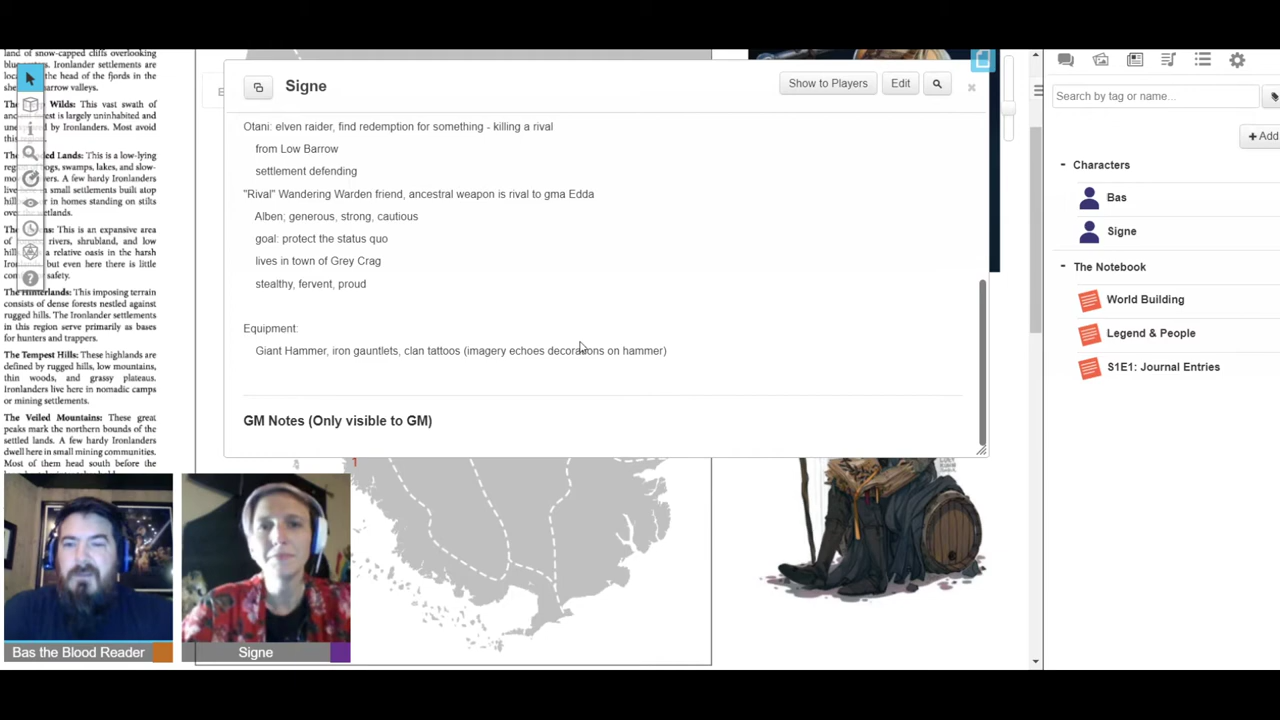 land of snow-capped cliffs overlooking
Ironlander settlements are
the head of the fjords in the
narrow valleys.
Wilds: This vast swath of
is largely uninhabited and
by Ironlanders. Most avoid
Lands: This is a low-lying
bogs, swamps, lakes, and slow-
A few hardy Ironlanders
small settlements built atop
or in homes standing on stilts
This is an expansive area
rivers, shrubland, and low
a relative oasis in the harsh
but even here there is little
safety.
The Hinterlands: This imposing terrain
consists of dense forests nestled against
rugged hills. The Ironlander settlements
in this region serve primarily as bases
for hunters and trappers.
The Tempest Hills: These highlands are
defined by rugged hills, low mountains,
thin woods, and grassy plateaus.
Ironlanders live here in nomadic camps
or mining settlements.
The Veiled Mountains: These great
peaks mark the northern bounds of the
settled lands. A few hardy Ironlanders
dwell here in small mining communities.
Most of them head south before the
Signe
Show to Players
Edit
Otani: elven raider, find redemption for something - killing a rival
from Low Barrow
settlement defending
"Rival" Wandering Warden friend, ancestral weapon is rival to gma Edda
Alben; generous, strong, cautious
goal: protect the status quo
lives in town of Grey Crag
stealthy, fervent, proud
Equipment:
Giant Hammer, iron gauntlets, clan tattoos (imagery echoes decorations on hammer)
GM Notes (Only visible to GM)
1
Bas the Blood Reader
Signe
Search by tag or name...
+ Add
Characters
Bas
Signe
The Notebook
World Building
Legend & People
S1E1: Journal Entries